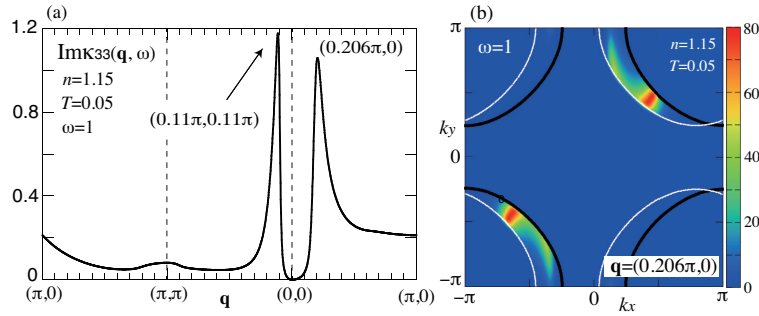 (a)
1.2
0.8
0.4
0
Imκ33(q, ω)
n=1.15
T=0.05
ω=1
(0.11π,0.11π)
(0.206π,0)
(π,0)
(π,π)
q
(0,0)
(π,0)
(b)
π
ky
0
−π
ω=1
n=1.15
T=0.05
q=(0.206π,0)
−π
0
kx
π
80
60
40
20
0